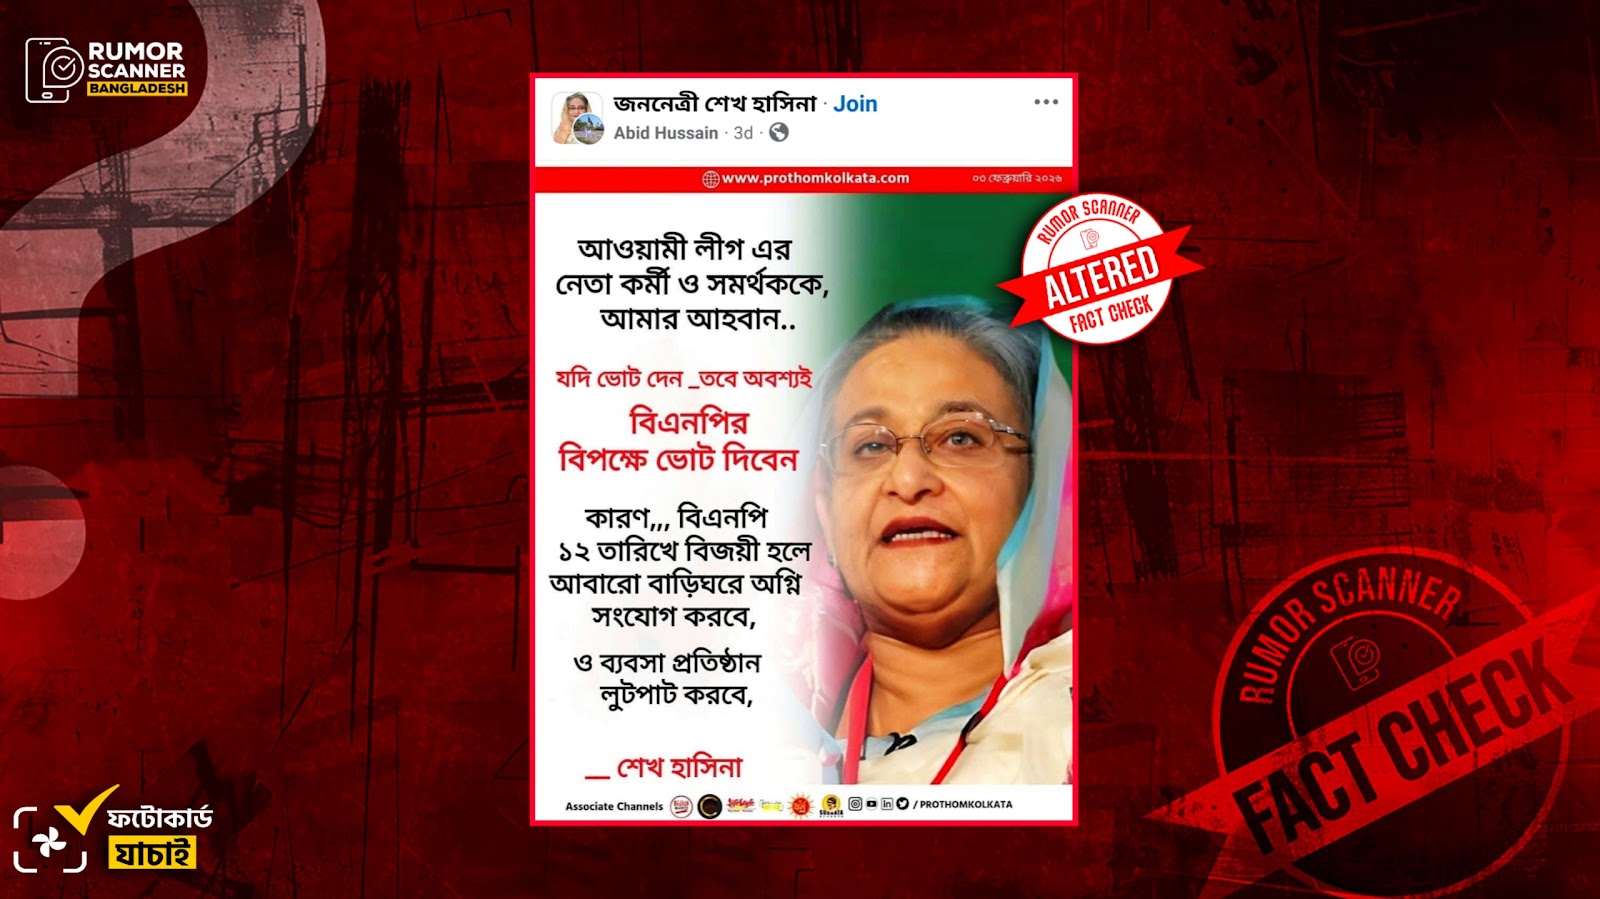 RUMOR
SCANNER
BANGLADESH
জননেত্রী শেখ হাসিনা · Join
Abid Hussain · 3d ·
www.prothomkolkata.com
০৩ ফেব্রুয়ারি ২০২৬
আওয়ামী লীগ এর
নেতা কর্মী ও সমর্থককে,
আমার আহবান..
যদি ভোট দেন _তবে অবশ্যই
বিএনপির
বিপক্ষে ভোট দিবেন
কারণ,,, বিএনপি
১২ তারিখে বিজয়ী হলে
আবারো বাড়িঘরে অগ্নি
সংযোগ করবে,
ও ব্যবসা প্রতিষ্ঠান
লুটপাট করবে,
__ শেখ হাসিনা
Associate Channels
/ PROTHOMKOLKATA
RUMOR SCANNER
ALTERED
FACT CHECK
RUMOR SCANNER
FACT CHECK
ফটোকার্ড
যাচাই